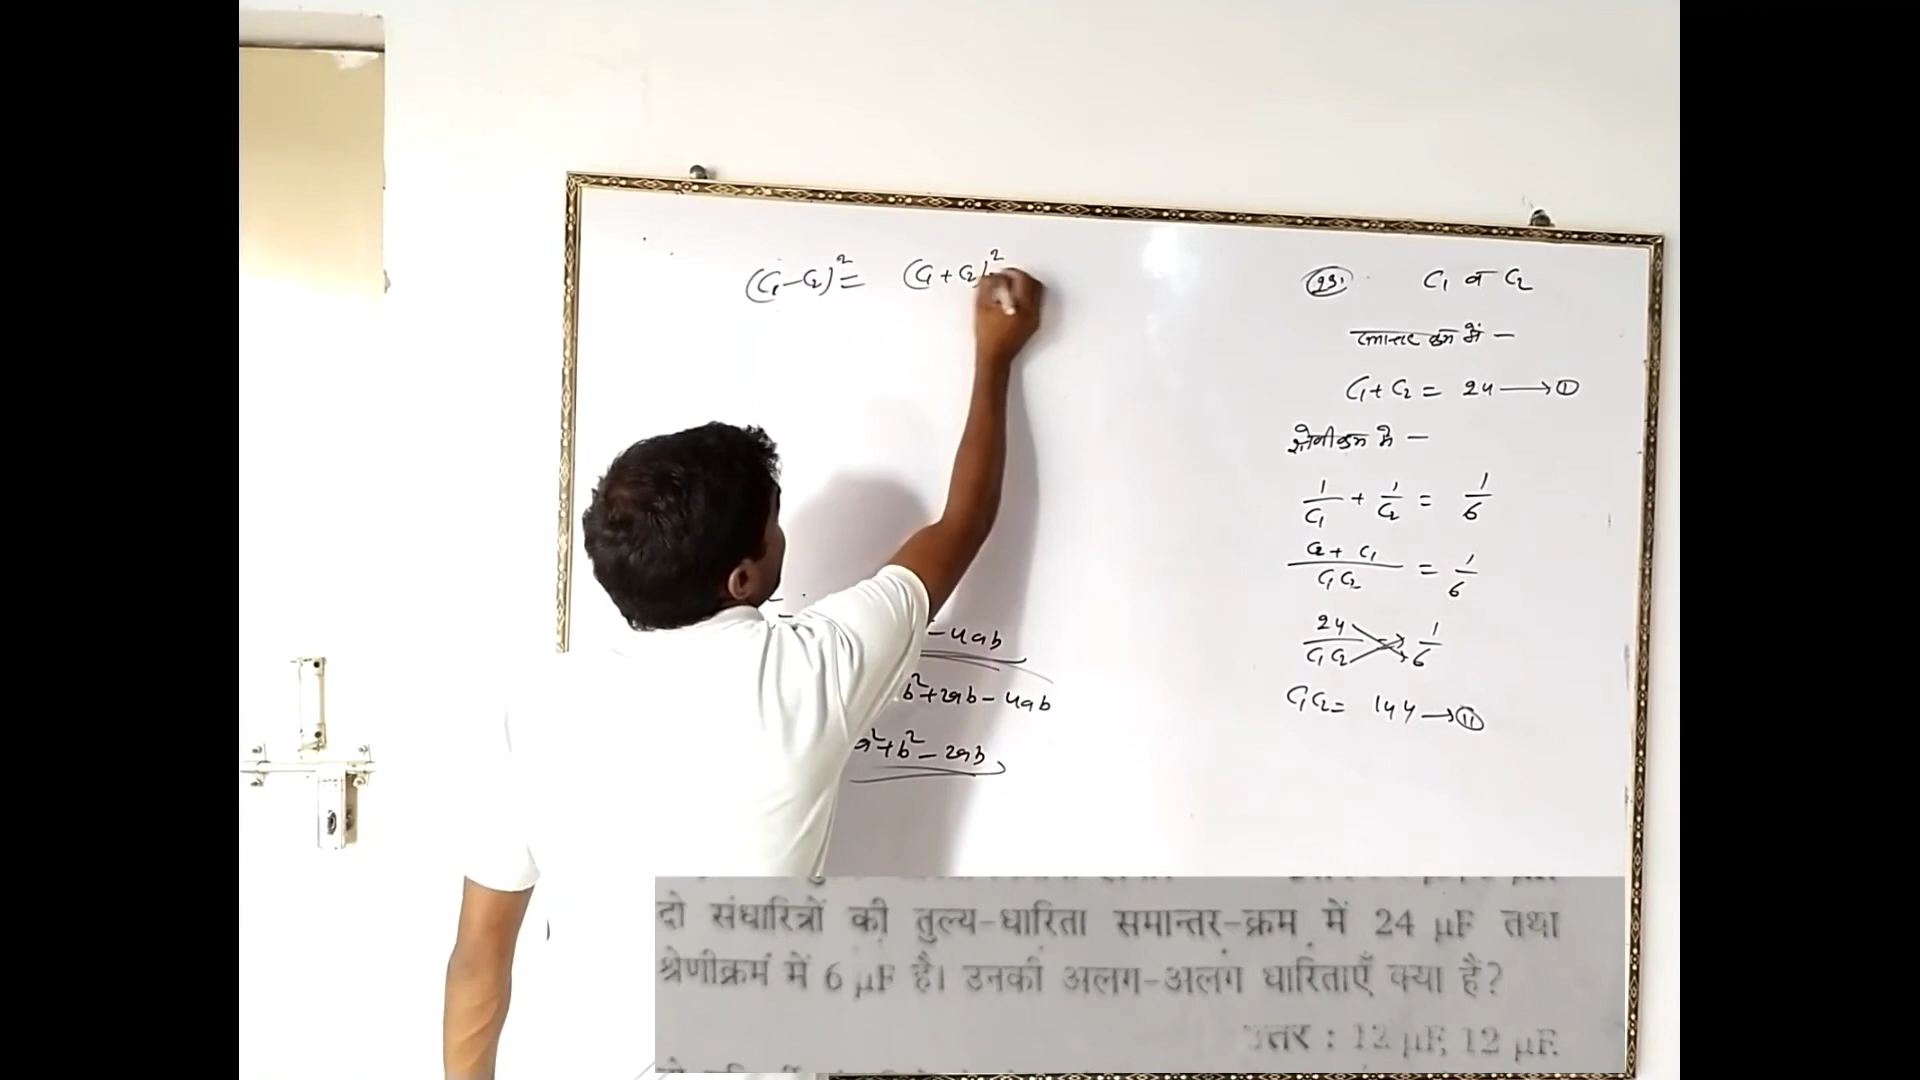 (C₁-C₂)² = (C₁+C₂)²
-4ab
b²+2ab-4ab
a²+b²-2ab
C₁ व C₂
समान्तर क्रम में —
C₁+C₂ = 24 → ①
श्रेणीक्रम में —
1/C₁ + 1/C₂ = 1/6
C₂+C₁/C₁C₂ = 1/6
24/C₁C₂ = 1/6
C₁C₂ = 144 → ⑪
दो संधारित्रों की तुल्य-धारिता समान्तर-क्रम में 24 μF तथा
श्रेणीक्रम में 6 μF है। उनकी अलग-अलग धारिताएँ क्या हैं?
उत्तर : 12 μF, 12 μF.